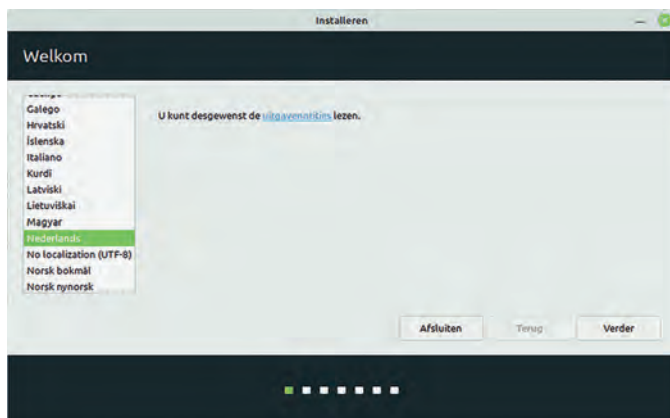 Installeren
Welkom
Galego
Hrvatski
Íslenska
Italiano
Kurdî
Latviski
Lietuviškai
Magyar
Nederlands
No localization (UTF-8)
Norsk bokmål
Norsk nynorsk
U kunt desgewenst de uitgavenotities lezen.
Afsluiten
Terug
Verder